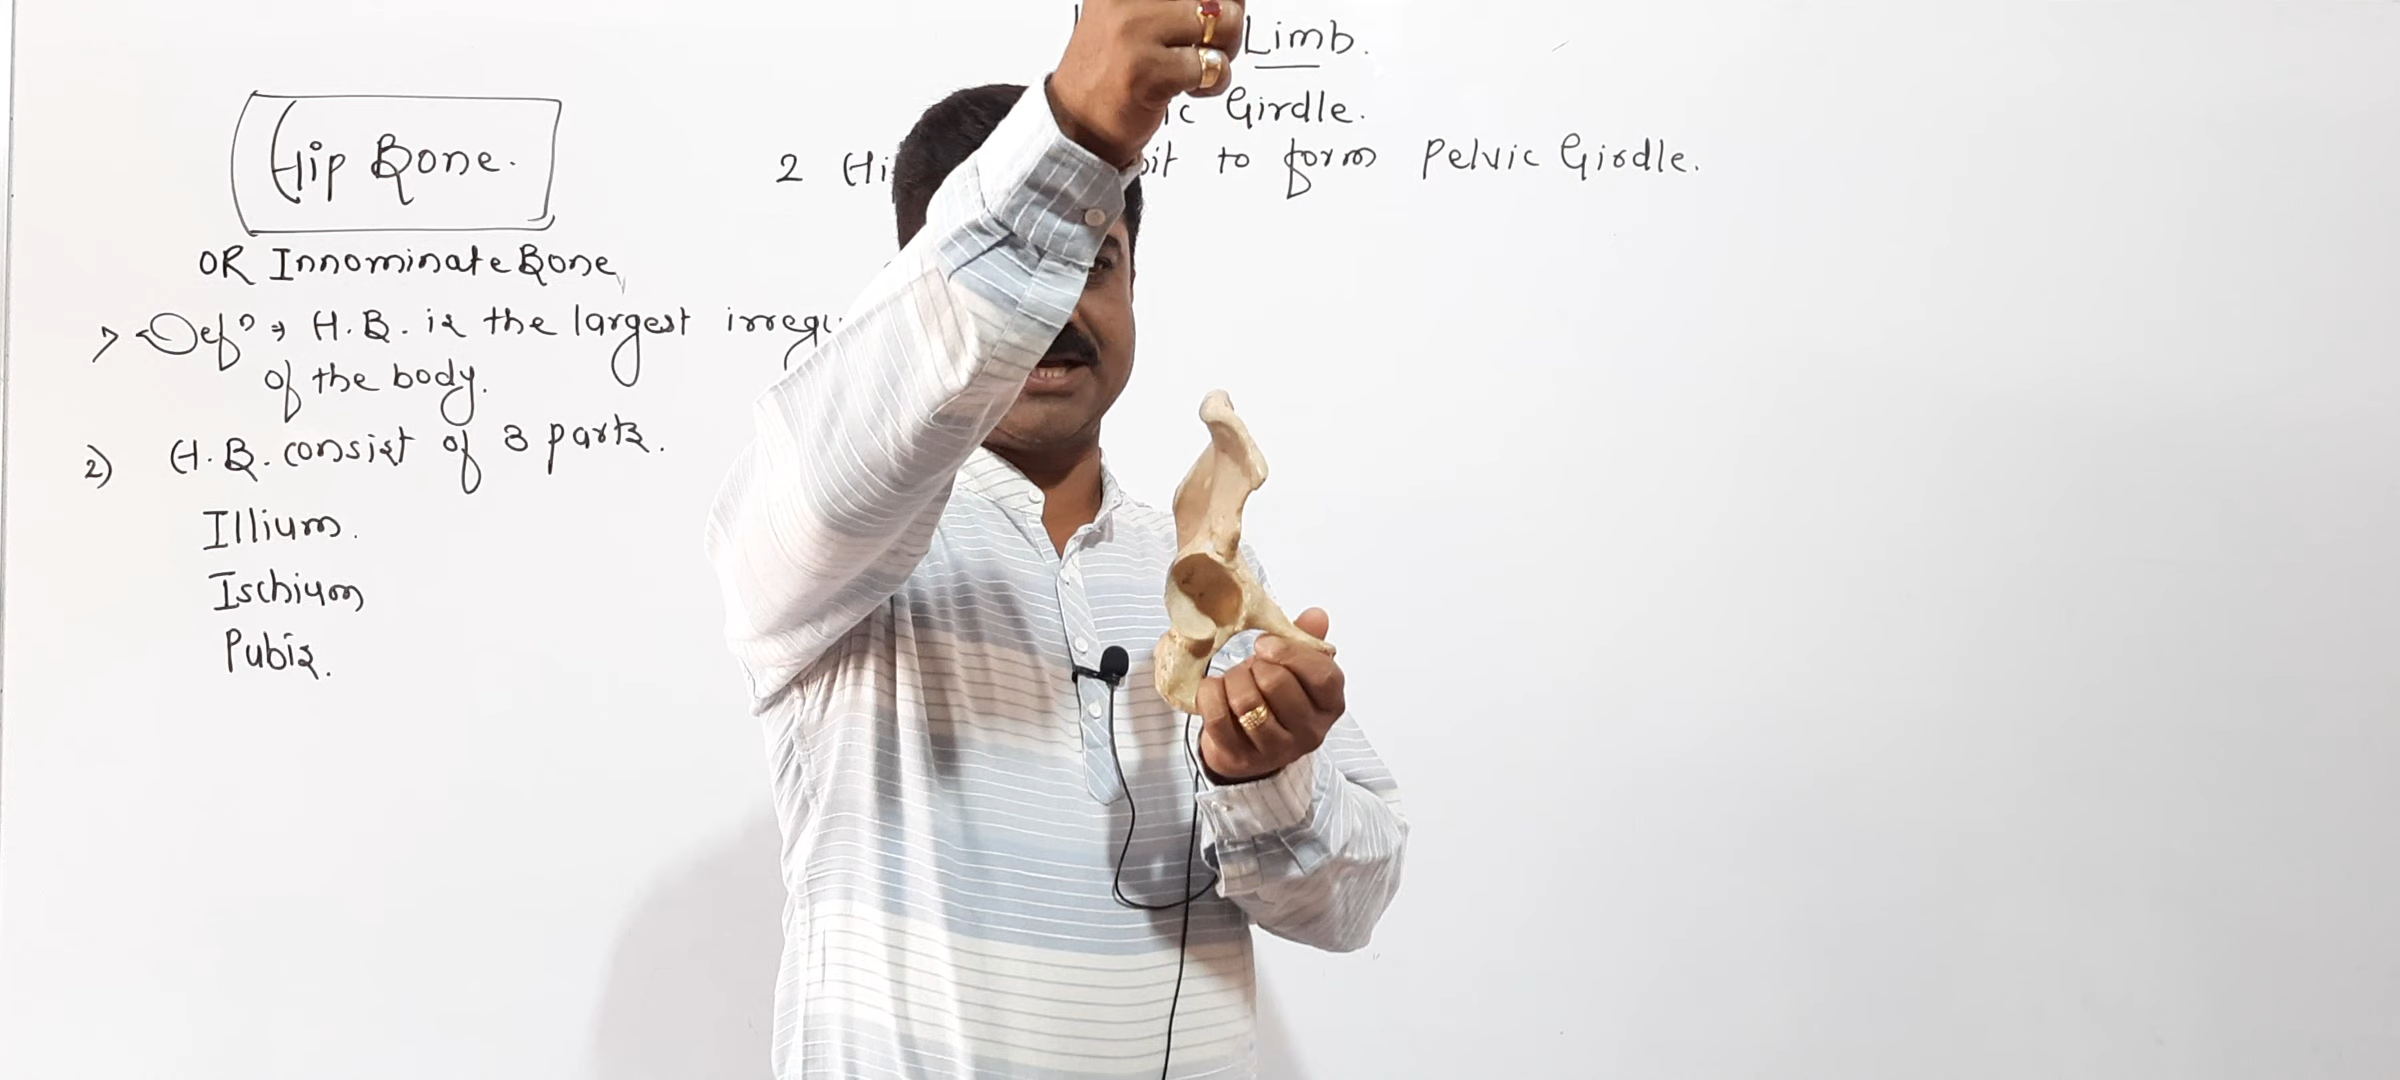 Limb.
Girdle.
2 to form Pelvic Girdle.
Hip Bone.
OR Innominate Bone
Defn → H.B. is the largest
of the body.
2) H.B. consist of 3 parts.
Illium.
Ischium
Pubis.